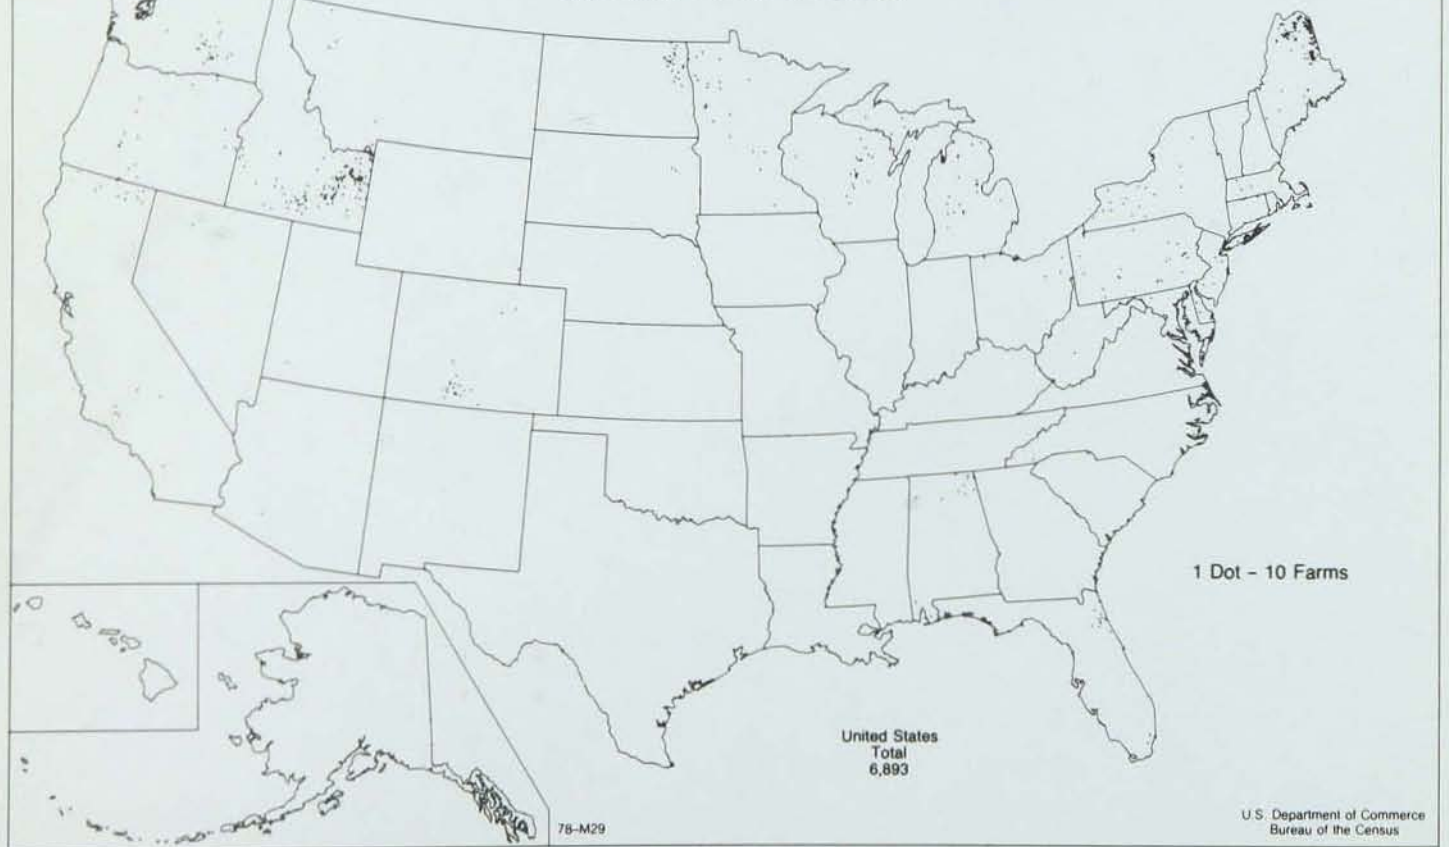 1 Dot - 10 Farms
United States
Total
6,893
78-M29
U.S. Department of Commerce
Bureau of the Census